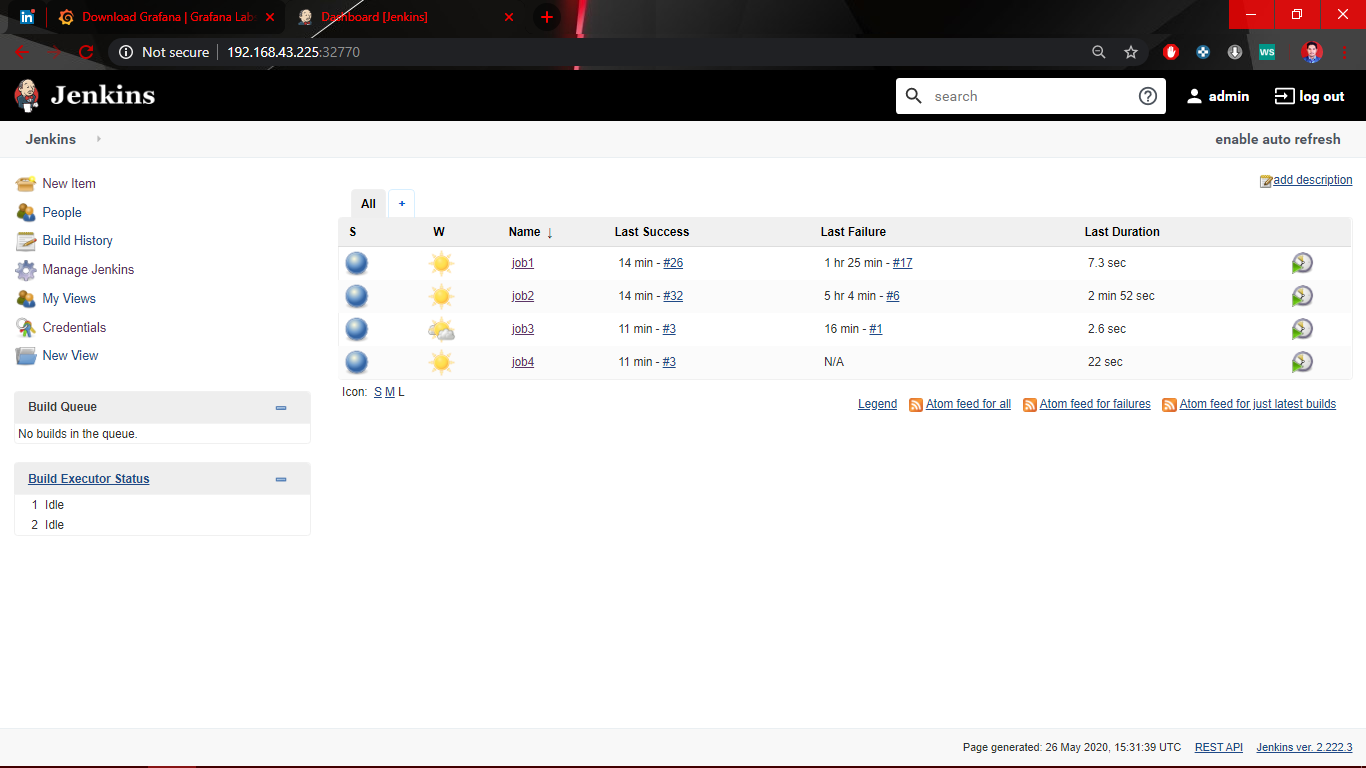 in Download Grafana | Grafana Labs Dashboard [Jenkins]
Not secure 192.168.43.225:32770 ws
Jenkins search admin log out
Jenkins enable auto refresh
New Item
People
Build History
Manage Jenkins
My Views
Credentials
New View
Build Queue
No builds in the queue.
Build Executor Status
1 Idle
2 Idle
add description
All +
S W Name ↓ Last Success Last Failure Last Duration
job1 14 min - #26 1 hr 25 min - #17 7.3 sec
job2 14 min - #32 5 hr 4 min - #6 2 min 52 sec
job3 11 min - #3 16 min - #1 2.6 sec
job4 11 min - #3 N/A 22 sec
Icon: S M L
Legend Atom feed for all Atom feed for failures Atom feed for just latest builds
Page generated: 26 May 2020, 15:31:39 UTC REST API Jenkins ver. 2.222.3